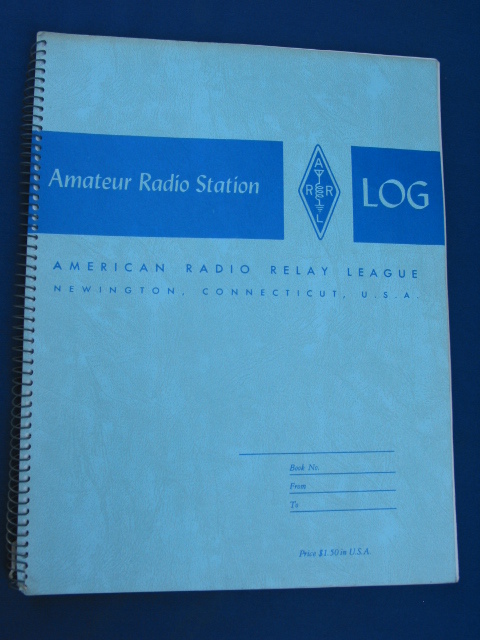 Amateur Radio Station
A
R R
L
LOG
AMERICAN RADIO RELAY LEAGUE
NEWINGTON, CONNECTICUT, U.S.A.
Book No.
From
To
Price $1.50 in U.S.A.